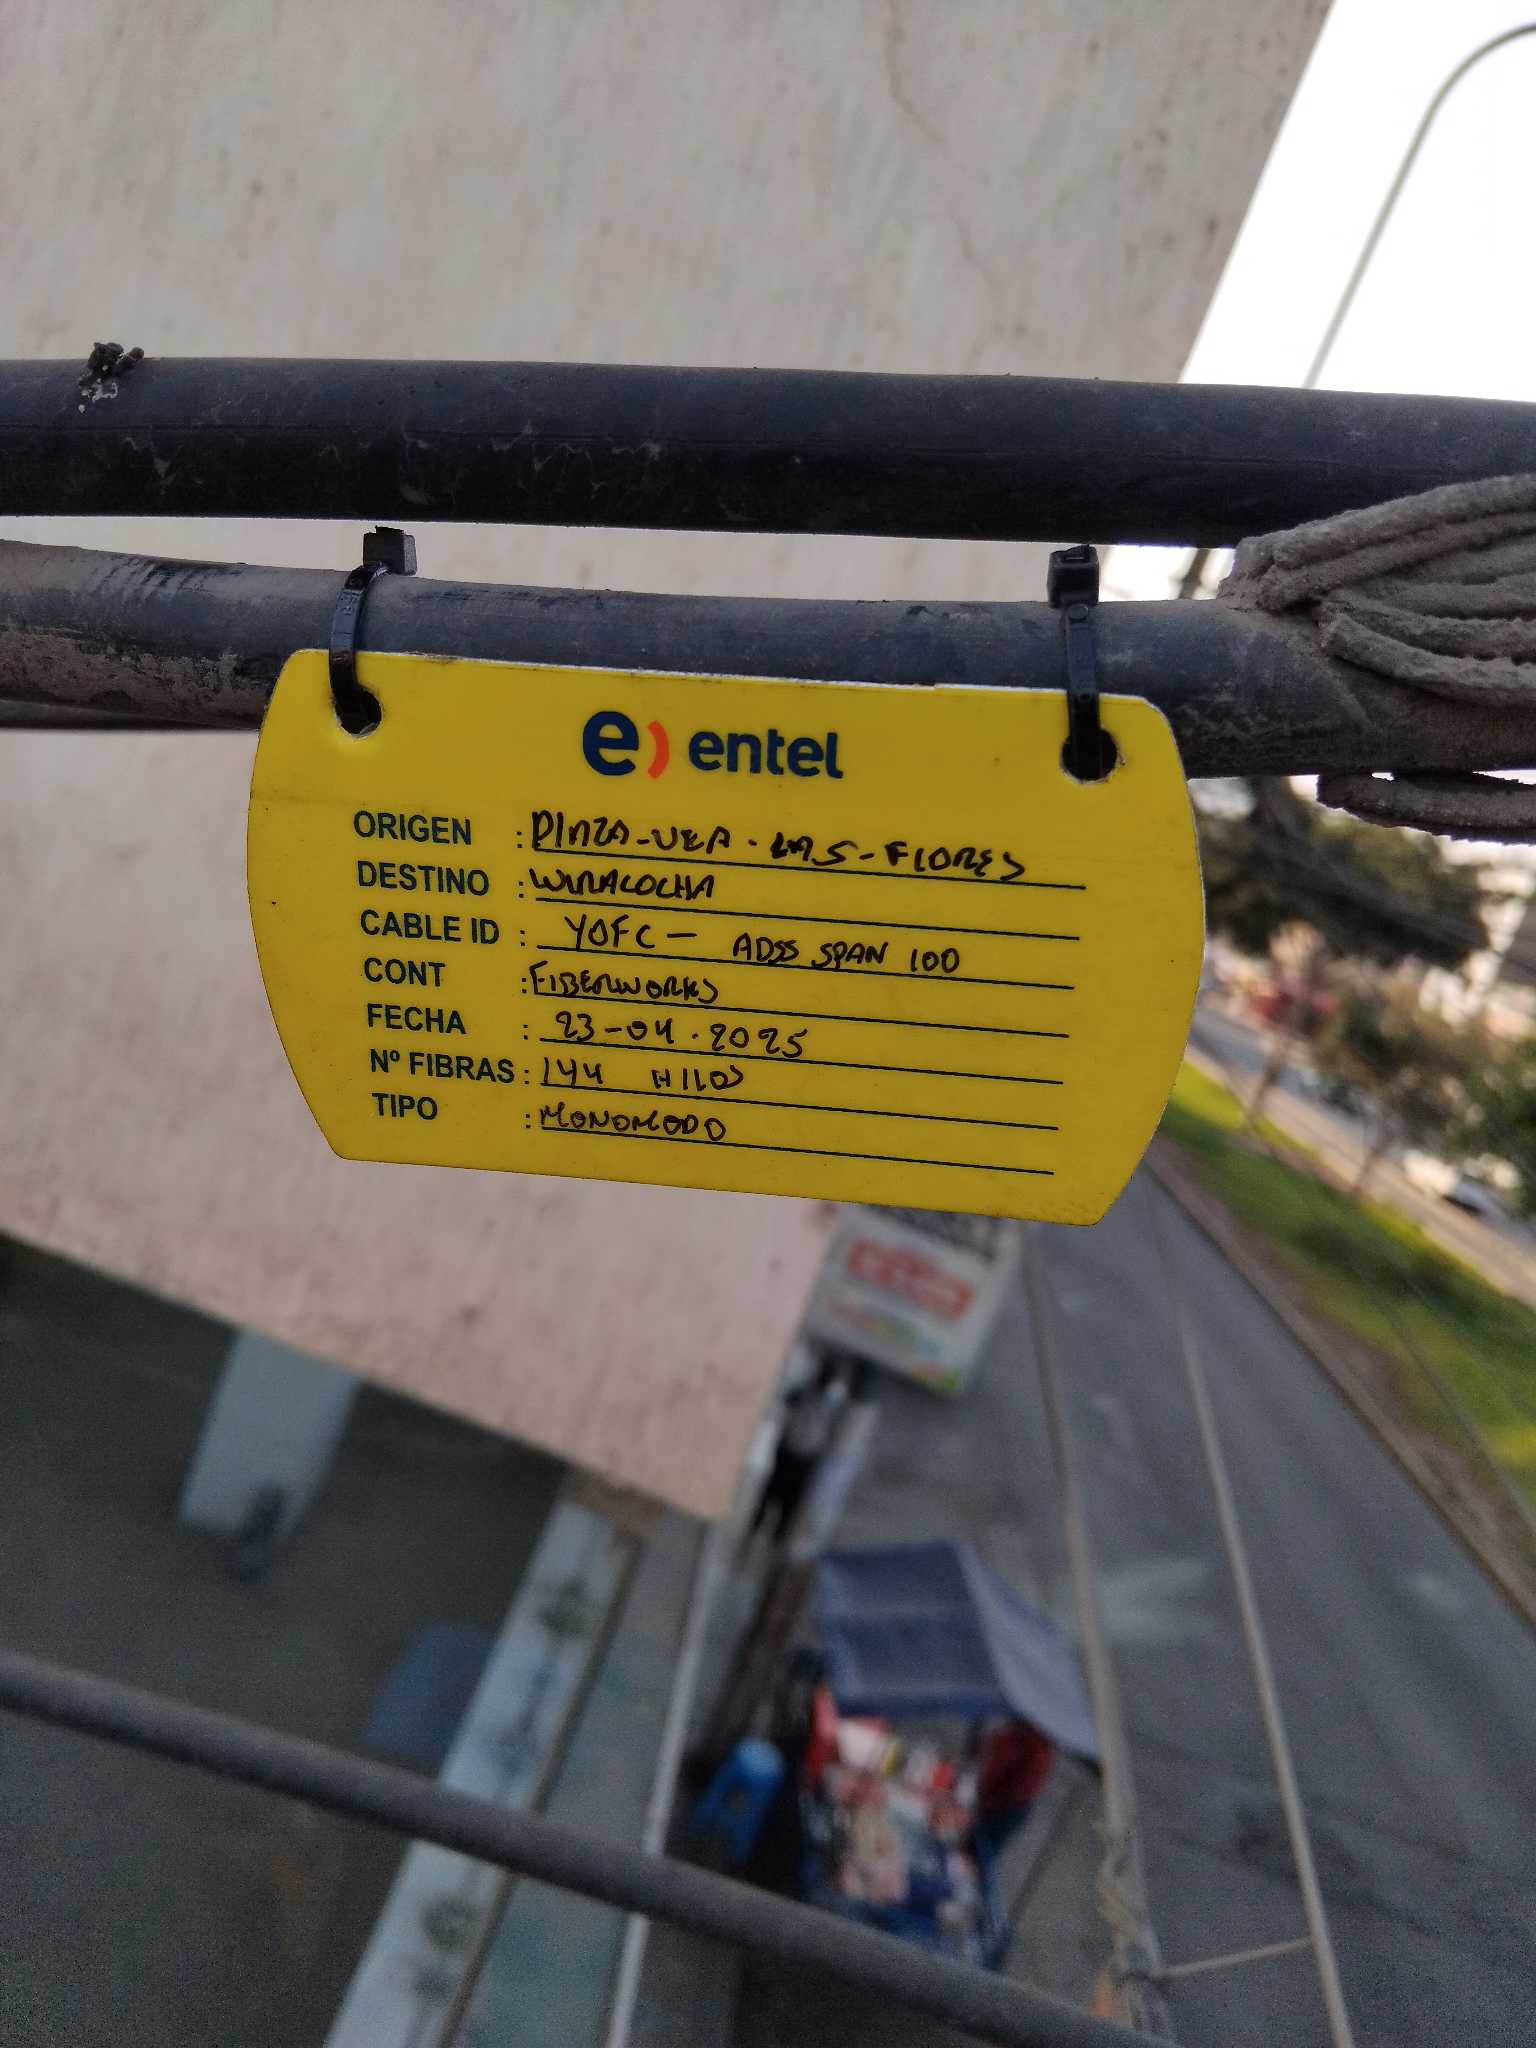 e) entel
ORIGEN : PLAZA-VEA-LAS-FLORES
DESTINO : WIRACOCHA
CABLE ID : YOFC - ADSS SPAN 100
CONT : FIBERWORKS
FECHA : 23-04-2025
Nº FIBRAS : 144 HILOS
TIPO : MONOMODO